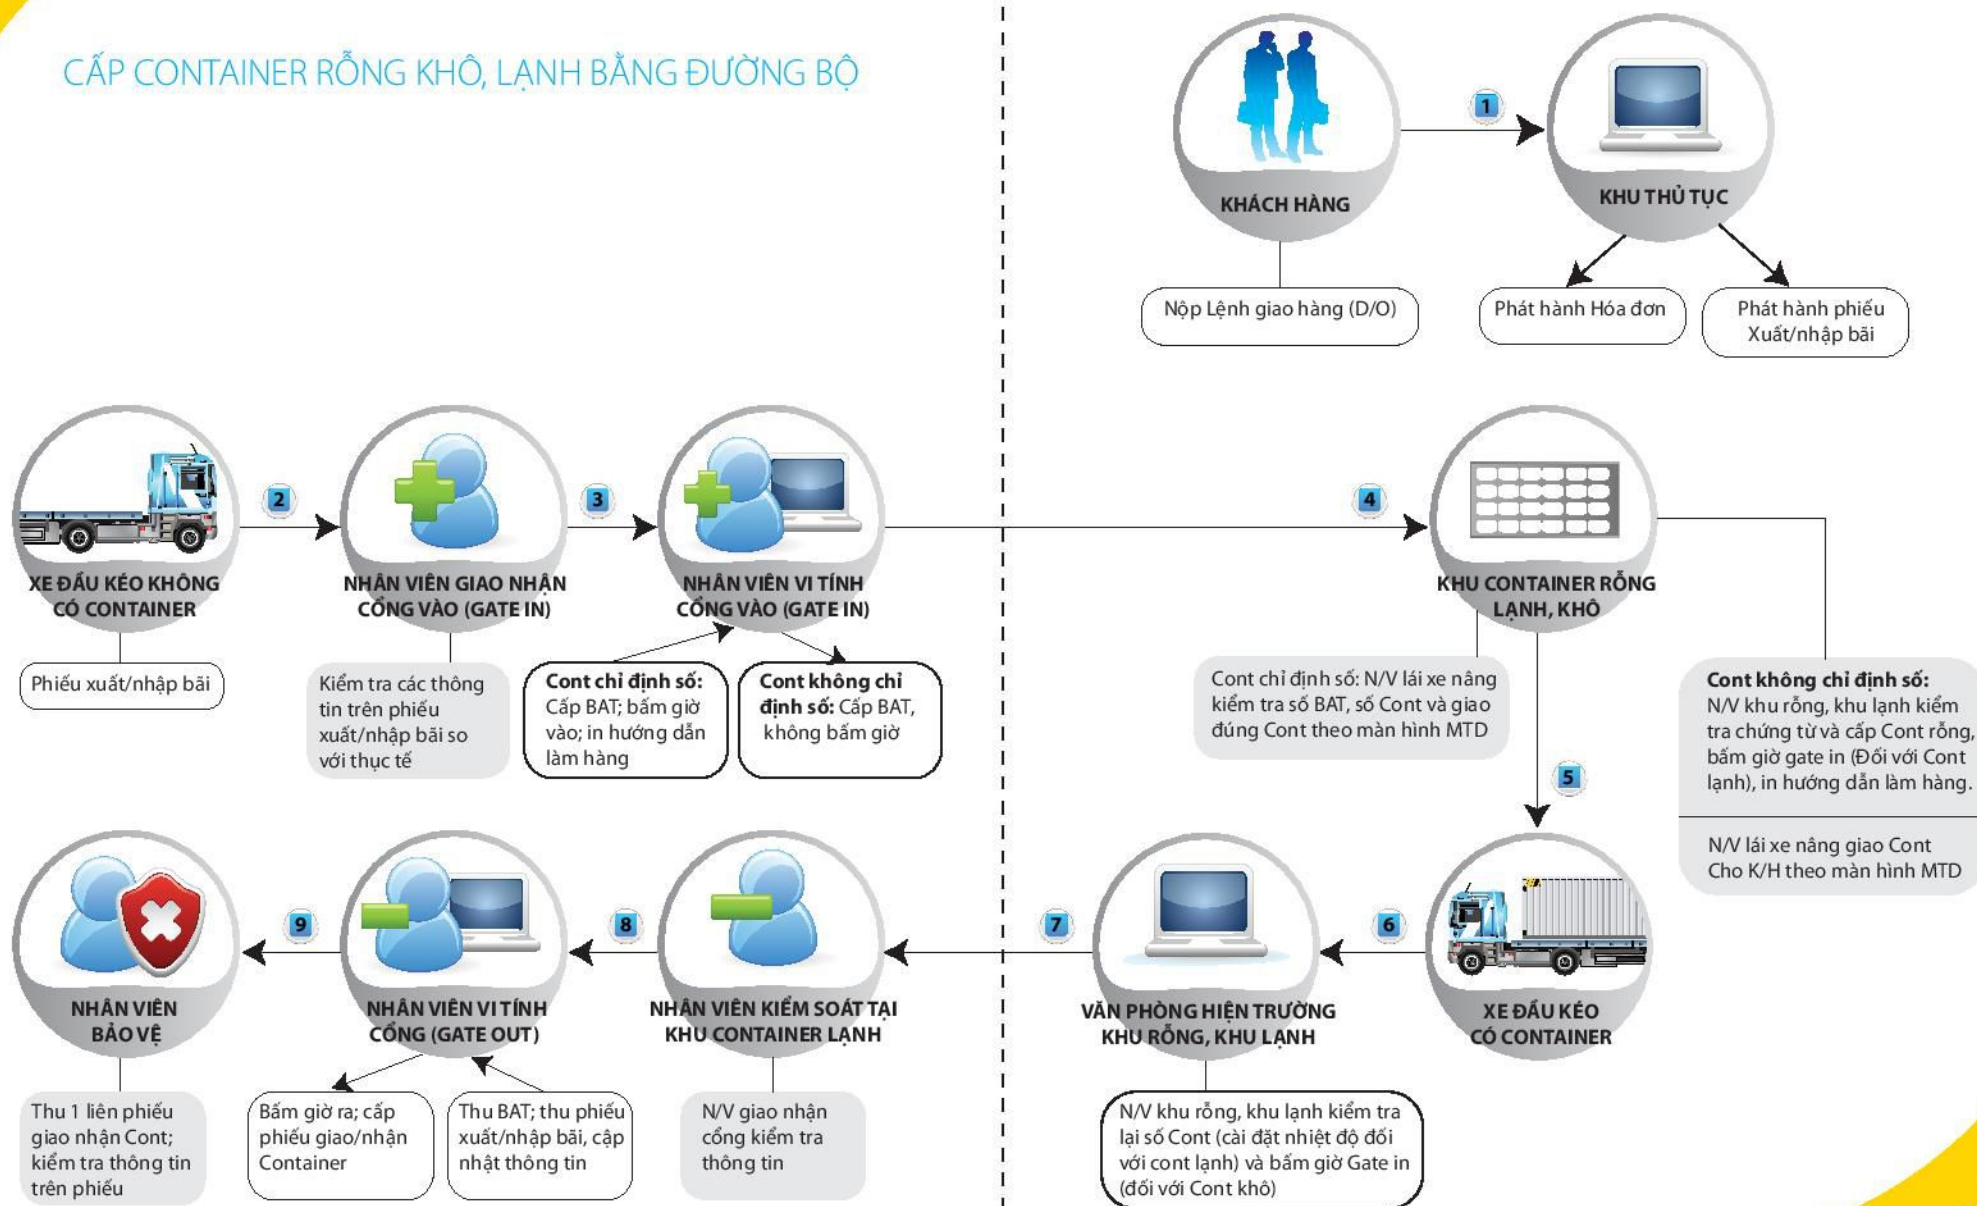 CẤP CONTAINER RỖNG KHÔ, LẠNH BẰNG ĐƯỜNG BỘ
1
KHÁCH HÀNG
KHU THỦ TỤC
Nộp Lệnh giao hàng (D/O)
Phát hành Hóa đơn
Phát hành phiếu
Xuất/nhập bãi
2
3
4
XE ĐẦU KÉO KHÔNG
CÓ CONTAINER
NHÂN VIÊN GIAO NHẬN
CỔNG VÀO (GATE IN)
NHÂN VIÊN VI TÍNH
CỔNG VÀO (GATE IN)
KHU CONTAINER RỖNG
LẠNH, KHÔ
Phiếu xuất/nhập bãi
Kiểm tra các thông
tin trên phiếu
xuất/nhập bãi so
với thực tế
Cont chỉ định số:
Cấp BAT; bấm giờ
vào; in hướng dẫn
làm hàng
Cont không chỉ
định số: Cấp BAT,
không bấm giờ
Cont chỉ định số: N/V lái xe nâng
kiểm tra số BAT, số Cont và giao
đúng Cont theo màn hình MTD
Cont không chỉ định số:
N/V khu rỗng, khu lạnh kiểm
tra chứng từ và cấp Cont rỗng,
bấm giờ gate in (Đối với Cont
lạnh), in hướng dẫn làm hàng.
N/V lái xe nâng giao Cont
Cho K/H theo màn hình MTD
5
9
8
7
6
NHÂN VIÊN
BẢO VỆ
NHÂN VIÊN VI TÍNH
CỔNG (GATE OUT)
NHÂN VIÊN KIỂM SOÁT TẠI
KHU CONTAINER LẠNH
VĂN PHÒNG HIỆN TRƯỜNG
KHU RỖNG, KHU LẠNH
XE ĐẦU KÉO
CÓ CONTAINER
Thu 1 liên phiếu
giao nhận Cont;
kiểm tra thông tin
trên phiếu
Bấm giờ ra; cấp
phiếu giao/nhận
Container
Thu BAT; thu phiếu
xuất/nhập bãi, cập
nhật thông tin
N/V giao nhận
cổng kiểm tra
thông tin
N/V khu rỗng, khu lạnh kiểm tra
lại số Cont (cài đặt nhiệt độ đối
với cont lạnh) và bấm giờ Gate in
(đối với Cont khô)